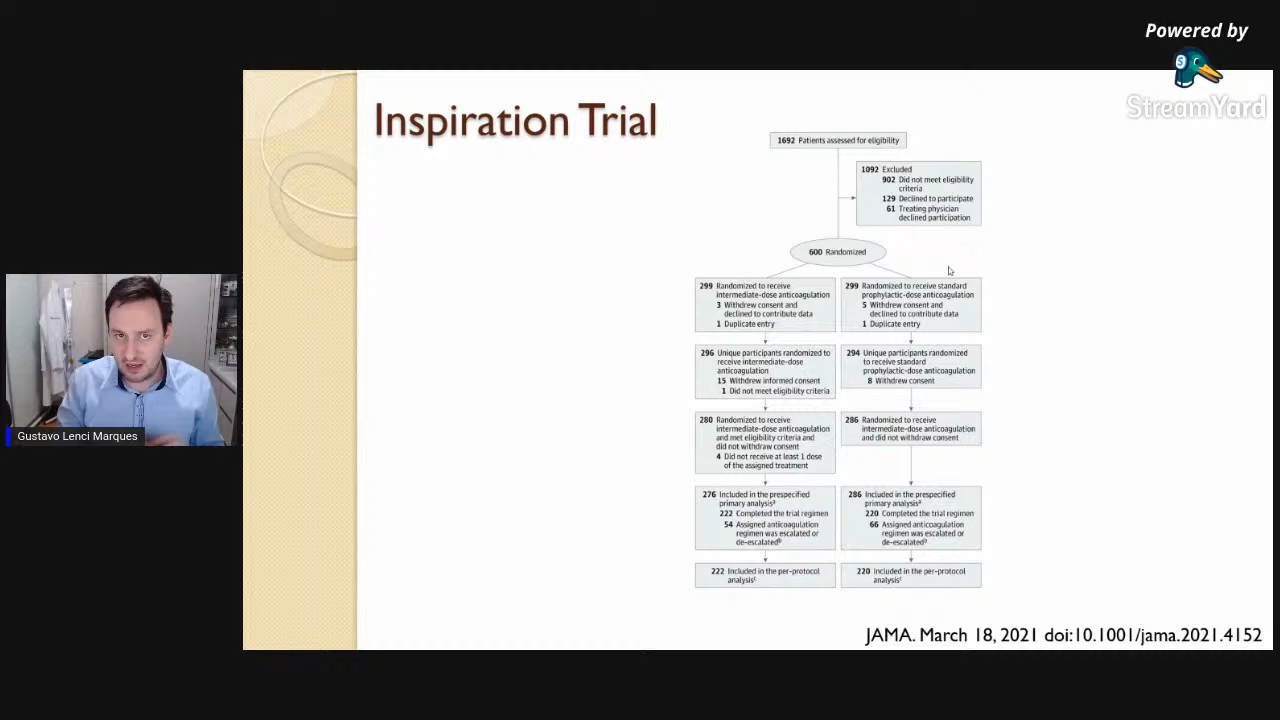 Powered by
StreamYard
Inspiration Trial
1692 Patients assessed for eligibility
1092 Excluded
902 Did not meet eligibility
criteria
129 Declined to participate
61 Treating physician
declined participation
600 Randomized
299 Randomized to receive
intermediate-dose anticoagulation
3 Withdrew consent and
declined to contribute data
1 Duplicate entry
299 Randomized to receive standard
prophylactic-dose anticoagulation
5 Withdrew consent and
declined to contribute data
1 Duplicate entry
296 Unique participants randomized to
receive intermediate-dose
anticoagulation
15 Withdrew informed consent
1 Did not meet eligibility criteria
294 Unique participants randomized
to receive standard
prophylactic-dose anticoagulation
8 Withdrew consent
280 Randomized to receive
intermediate-dose anticoagulation
and met eligibility criteria and
did not withdraw consent
4 Did not receive at least 1 dose
of the assigned treatment
286 Randomized to receive
intermediate-dose anticoagulation
and did not withdraw consent
276 Included in the prespecified
primary analysisᵃ
222 Completed the trial regimen
54 Assigned anticoagulation
regimen was escalated or
de-escalatedᵇ
286 Included in the prespecified
primary analysisᵃ
220 Completed the trial regimen
66 Assigned anticoagulation
regimen was escalated or
de-escalatedᵇ
222 Included in the per-protocol
analysisᶜ
220 Included in the per-protocol
analysisᶜ
Gustavo Lenci Marques
JAMA. March 18, 2021 doi:10.1001/jama.2021.4152